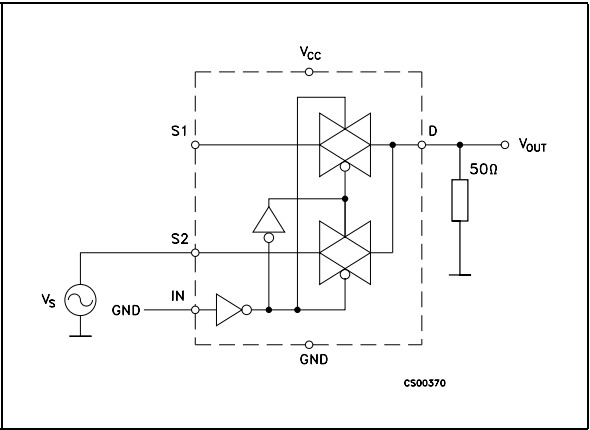 VCC
S1
D
VOUT
50Ω
S2
VS
IN
GND
GND
CS00370